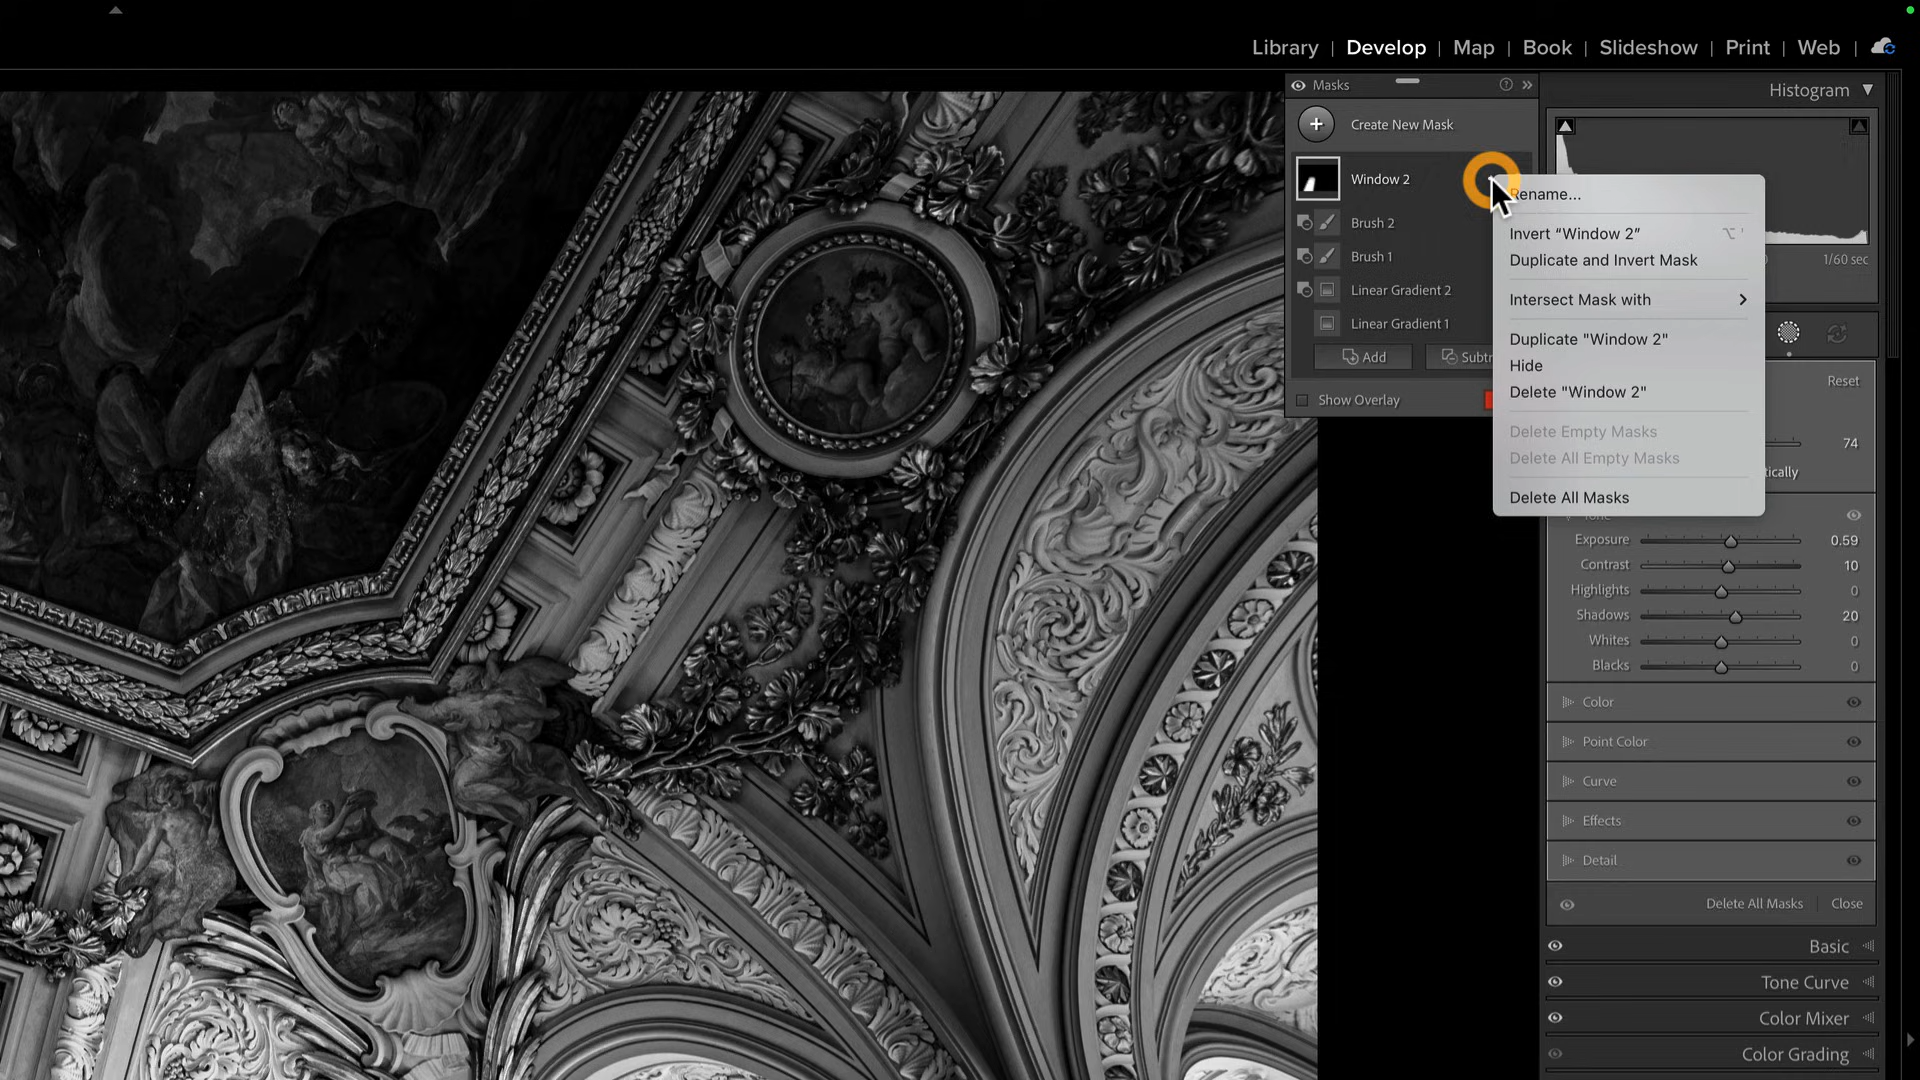 Library | Develop | Map | Book | Slideshow | Print | Web |
Masks
Create New Mask
Window 2
Brush 2
Brush 1
Linear Gradient 2
Linear Gradient 1
Add
Subtr
Show Overlay
Rename...
Invert “Window 2” ⌥ '
Duplicate and Invert Mask
Intersect Mask with
Duplicate "Window 2"
Hide
Delete "Window 2"
Delete Empty Masks
Delete All Empty Masks
Delete All Masks
Histogram
1/60 sec
Reset
74
tically
Tone
Exposure 0.59
Contrast 10
Highlights 0
Shadows 20
Whites 0
Blacks 0
Color
Point Color
Curve
Effects
Detail
Delete All Masks Close
Basic
Tone Curve
Color Mixer
Color Grading